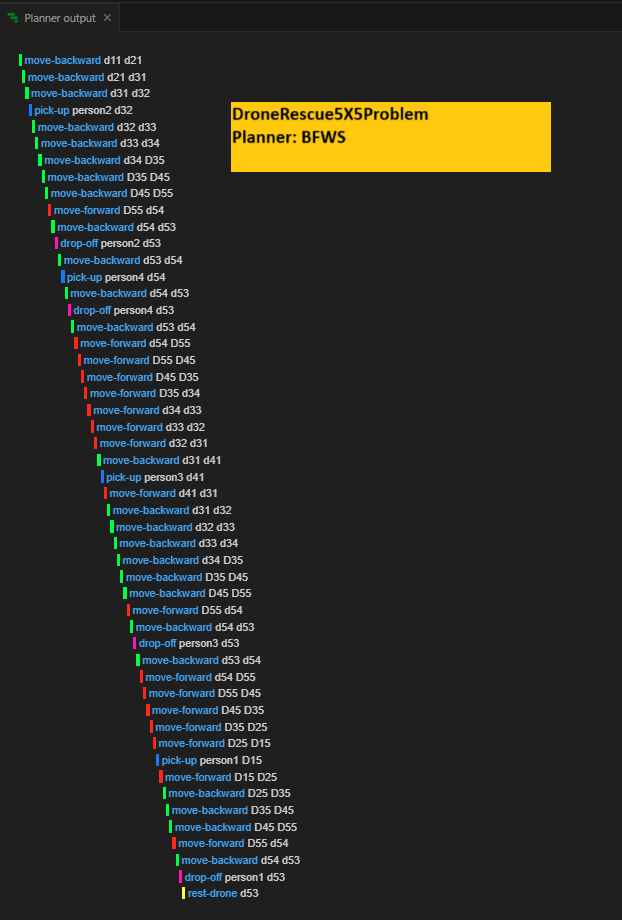 Planner output
move-backward d11 d21
move-backward d21 d31
move-backward d31 d32
pick-up person2 d32
DroneRescue5X5Problem
Planner: BFWS
move-backward d32 d33
move-backward d33 d34
move-backward d34 D35
move-backward D35 D45
move-backward D45 D55
move-forward D55 d54
move-backward d54 d53
drop-off person2 d53
move-backward d53 d54
pick-up person4 d54
move-backward d54 d53
drop-off person4 d53
move-backward d53 d54
move-forward d54 D55
move-forward D55 D45
move-forward D45 D35
move-forward D35 d34
move-forward d34 d33
move-forward d33 d32
move-forward d32 d31
move-backward d31 d41
pick-up person3 d41
move-forward d41 d31
move-backward d31 d32
move-backward d32 d33
move-backward d33 d34
move-backward d34 D35
move-backward D35 D45
move-backward D45 D55
move-forward D55 d54
move-backward d54 d53
drop-off person3 d53
move-backward d53 d54
move-forward d54 D55
move-forward D55 D45
move-forward D45 D35
move-forward D35 D25
move-forward D25 D15
pick-up person1 D15
move-forward D15 D25
move-backward D25 D35
move-backward D35 D45
move-backward D45 D55
move-forward D55 d54
move-backward d54 d53
drop-off person1 d53
rest-drone d53